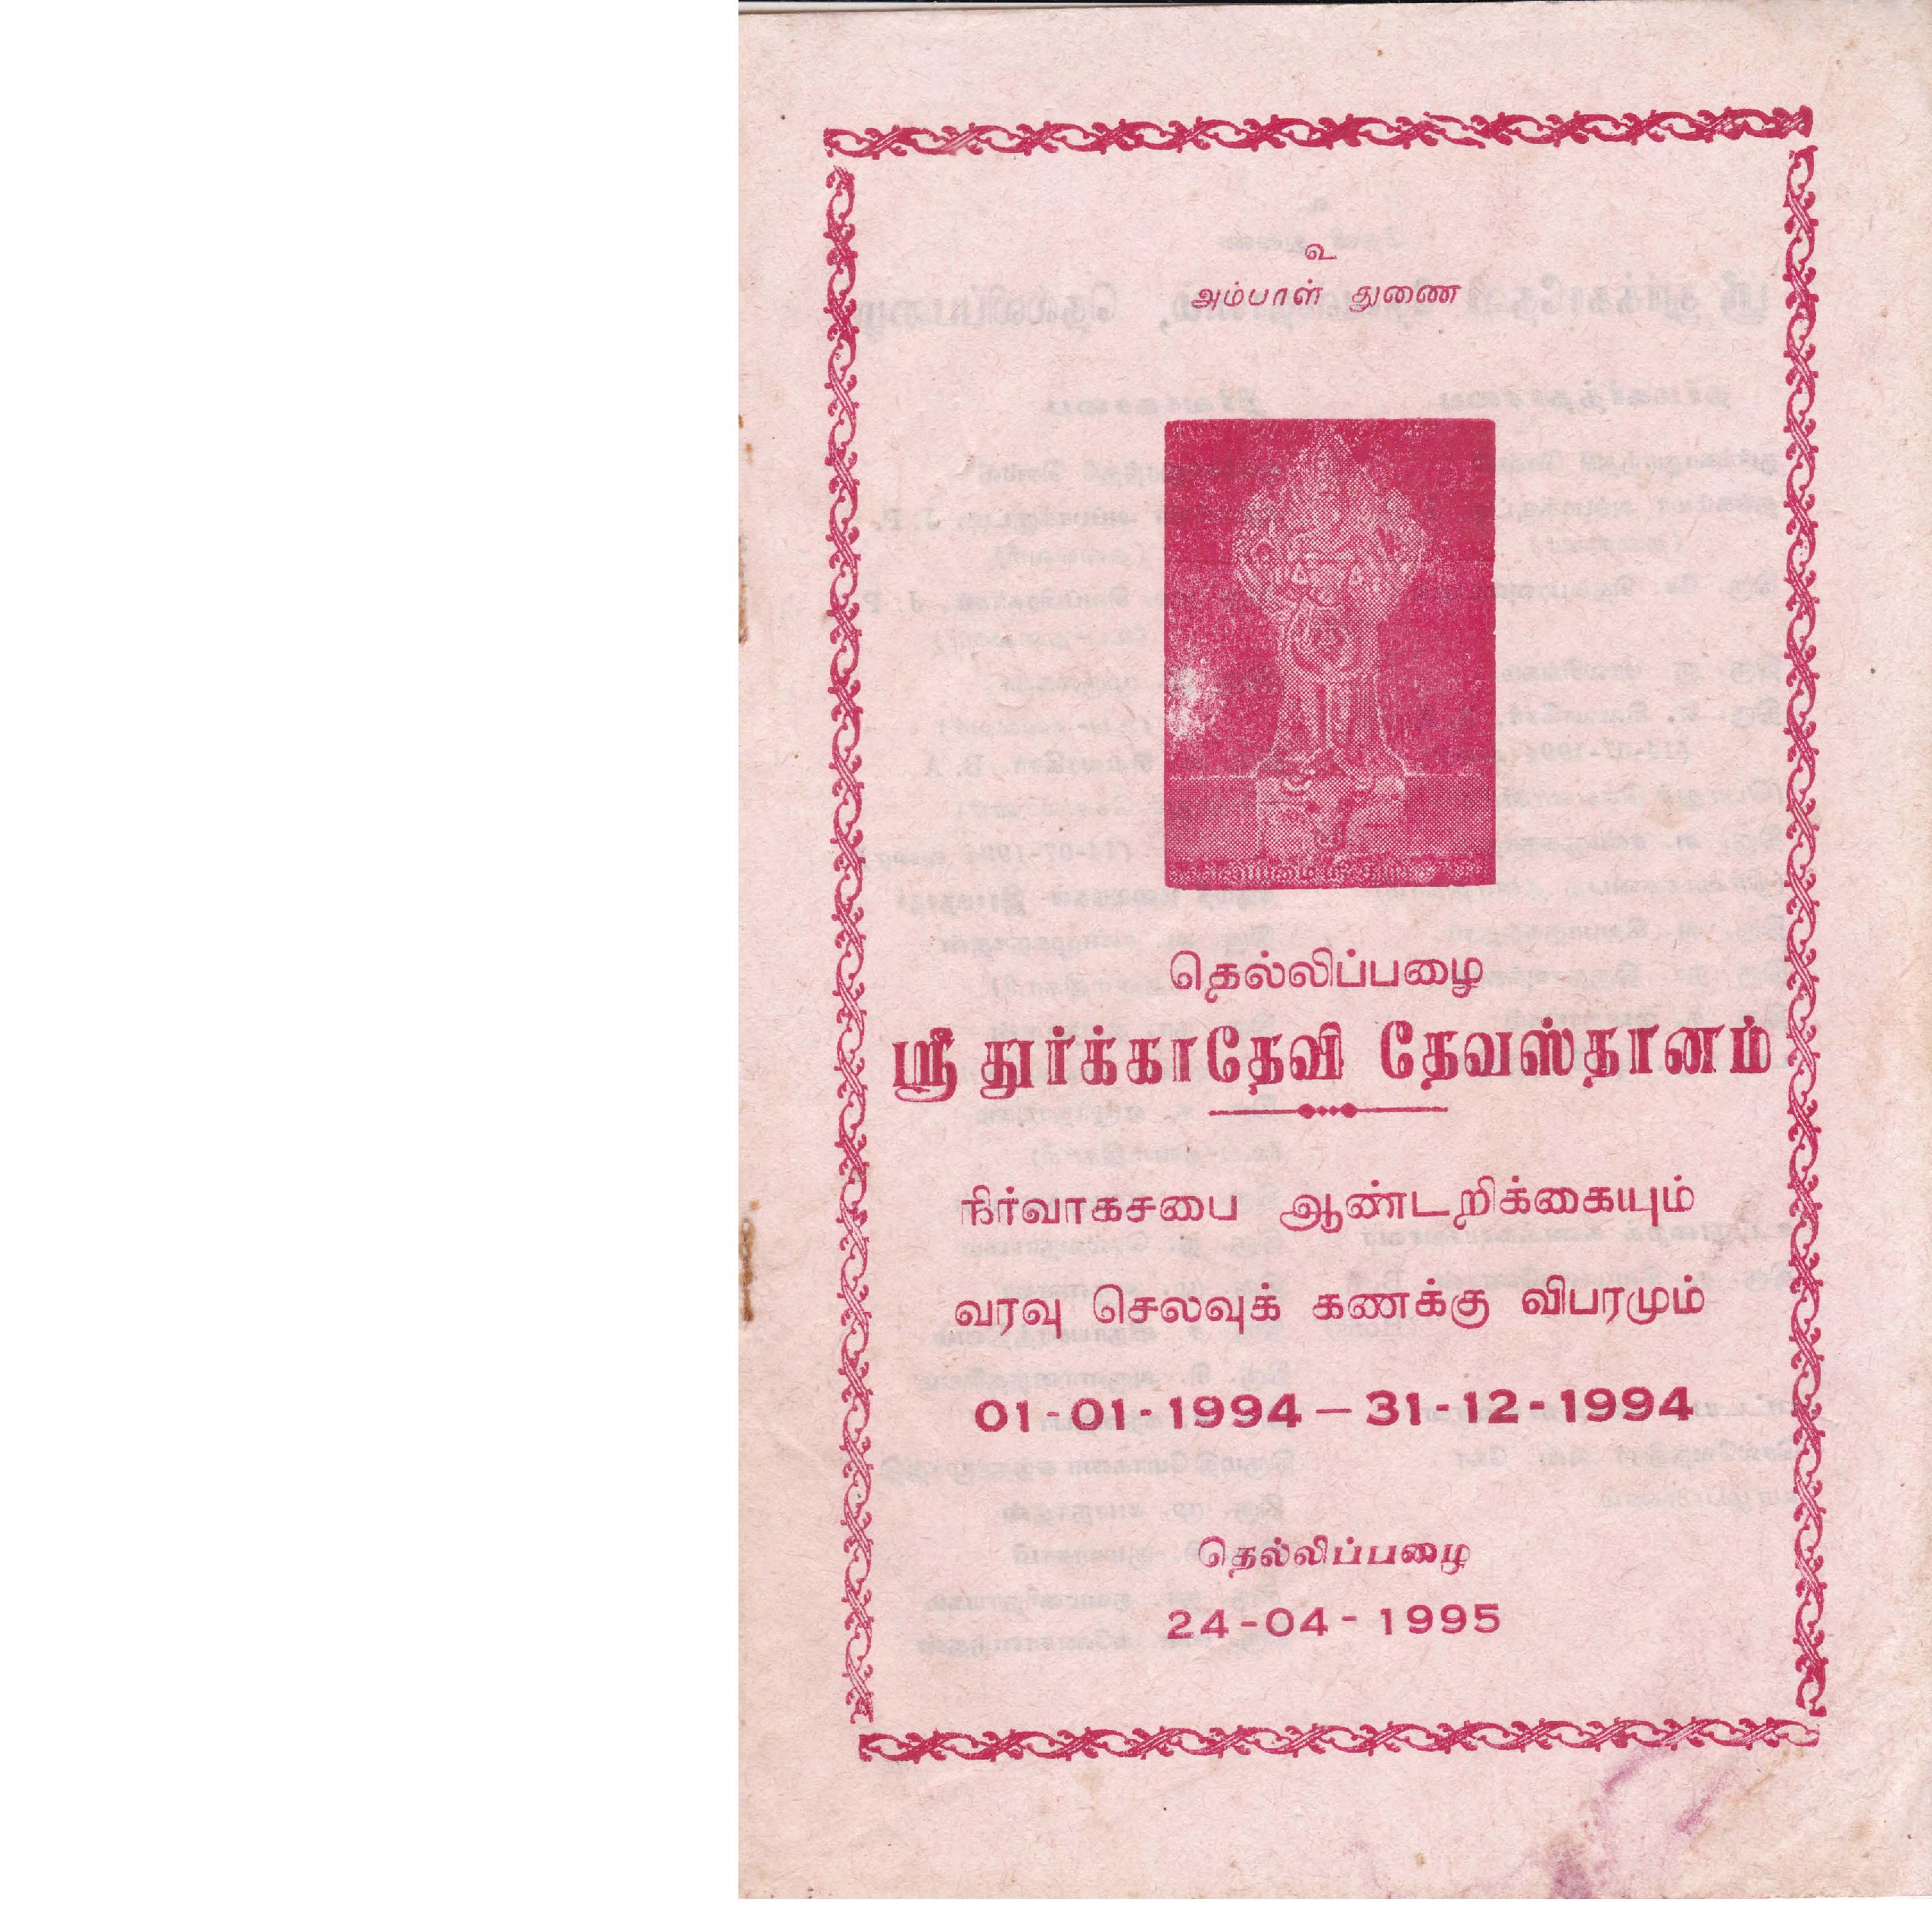 உ
அம்பாள் துணை
தெல்லிப்பழை
ஸ்ரீ துர்க்காதேவி தேவஸ்தானம்
நிர்வாகசபை ஆண்டறிக்கையும்
வரவு செலவுக் கணக்கு விபரமும்
01-01-1994 — 31-12-1994
தெல்லிப்பழை
24-04-1995